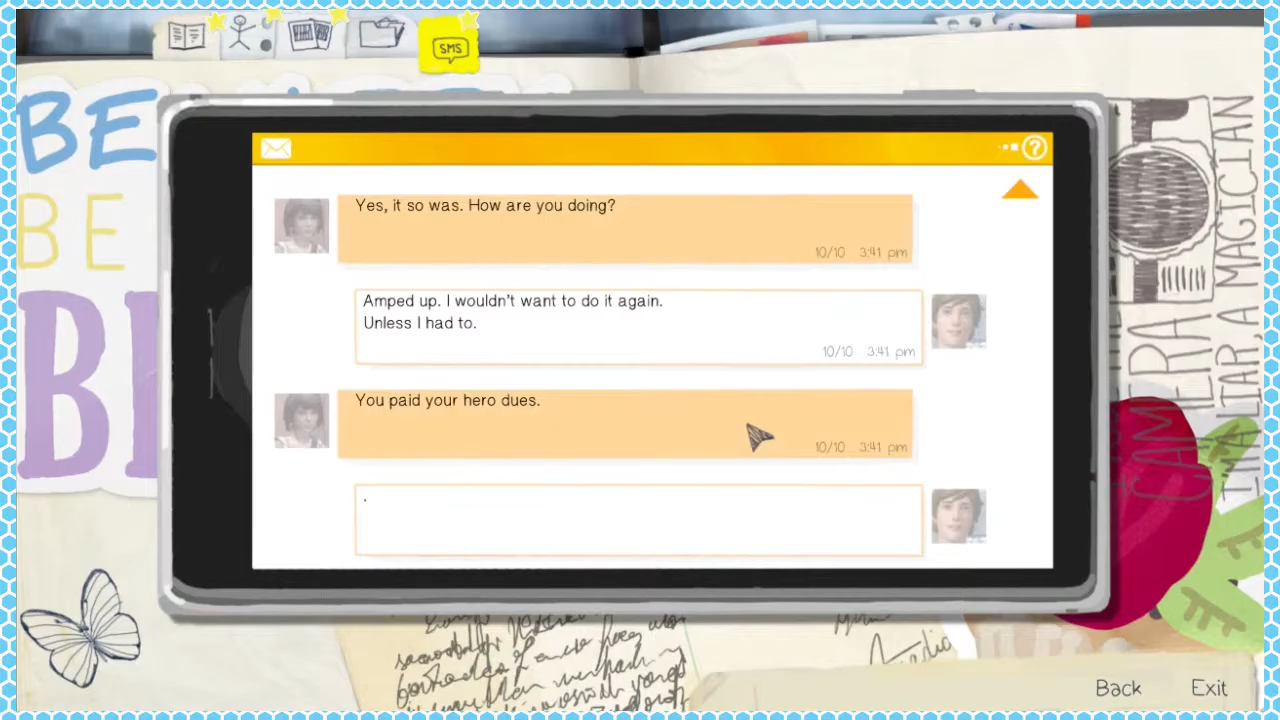 SMS
BE
BE
?
Yes, it so was. How are you doing?
10/10 3:41 pm
Amped up. I wouldn't want to do it again.
Unless I had to.
10/10 3:41 pm
You paid your hero dues.
10/10 3:41 pm
.
CAMERA
A MAGICIAN
Back
Exit